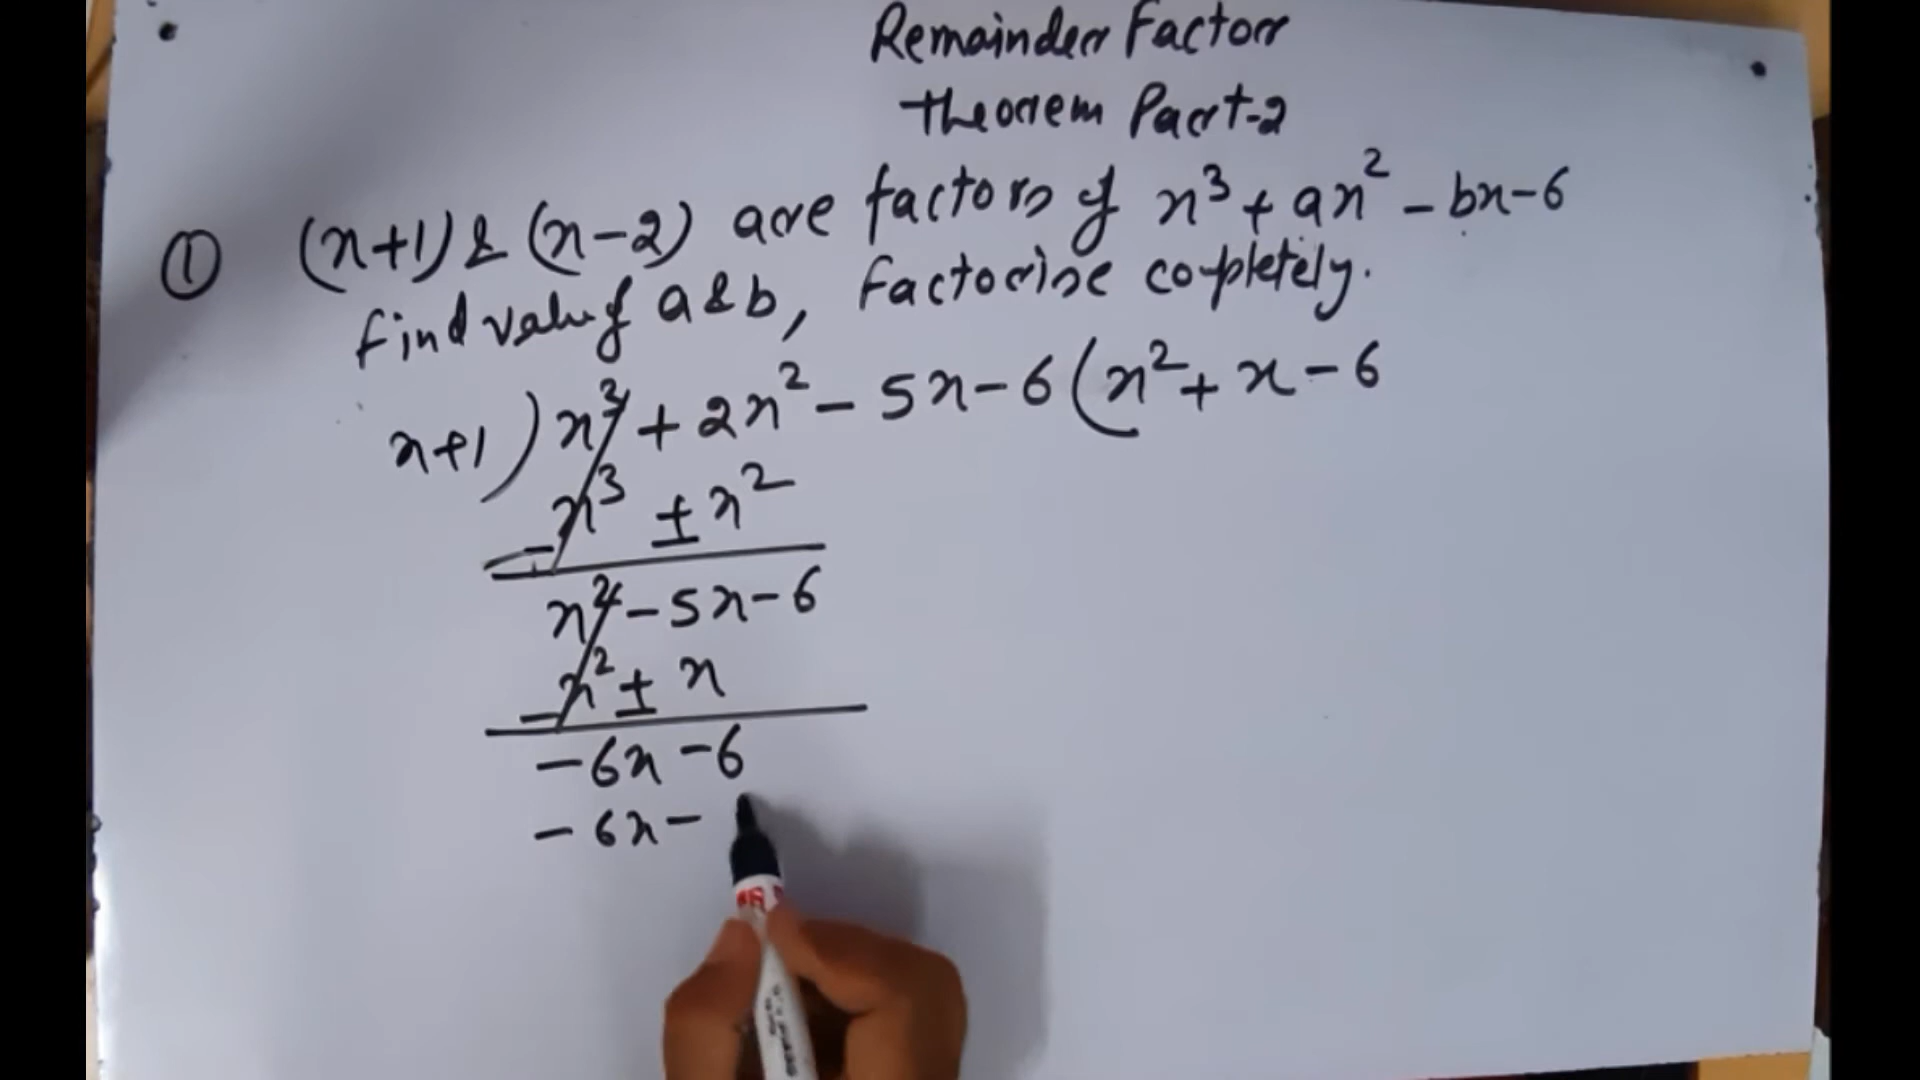 Remainder Factor
Theorem Part-2
① (x+1) & (x-2) are factors of x³ + ax² - bx - 6
find value of a & b, Factorise copletely.
x+1 ) x³ + 2x² - 5x - 6 ( x² + x - 6
x³ ± x²
-
x² - 5x - 6
x² ± x
-
-6x - 6
-6x -